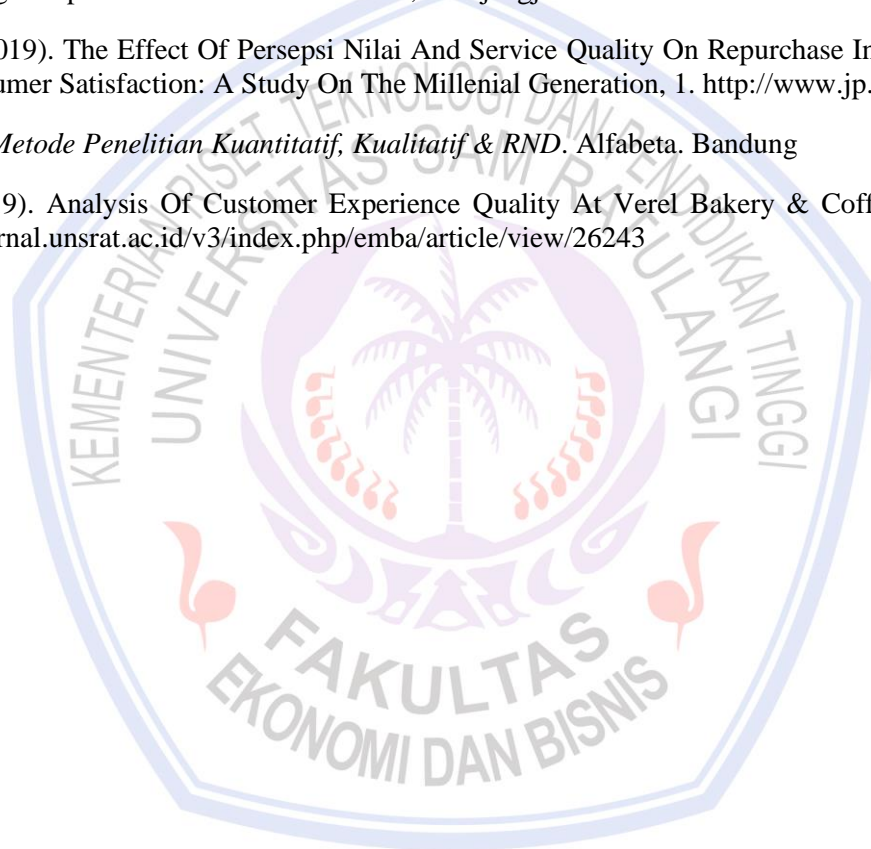 019). The Effect Of Persepsi Nilai And Service Quality On Repurchase In
umer Satisfaction: A Study On The Millenial Generation, 1. http://www.jp.
Metode Penelitian Kuantitatif, Kualitatif & RND. Alfabeta. Bandung
9). Analysis Of Customer Experience Quality At Verel Bakery & Coff
rnal.unsrat.ac.id/v3/index.php/emba/article/view/26243
KEMENTERIAN RISET TEKNOLOGI DAN PENDIDIKAN TINGGI
UNIVERSITAS SAM RATULANGI
FAKULTAS
EKONOMI DAN BISNIS